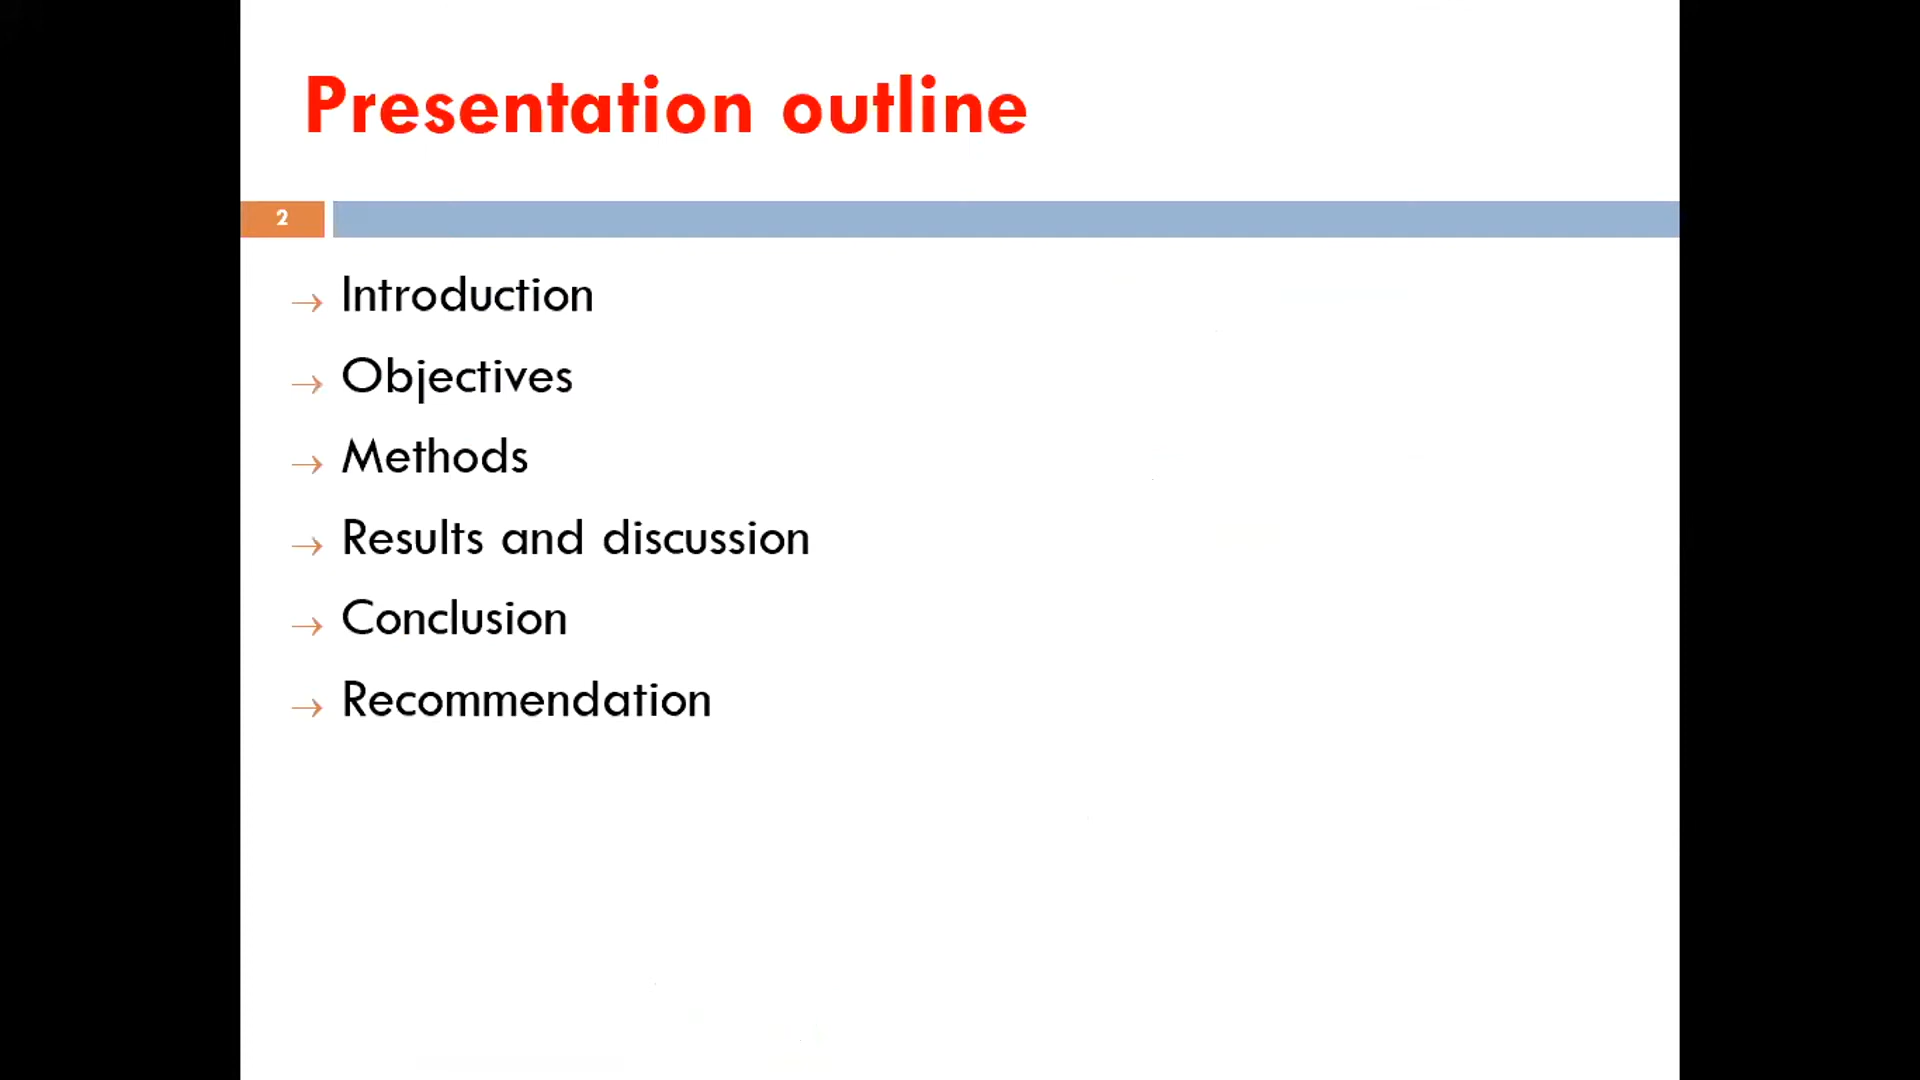 Presentation outline
2
→ Introduction
→ Objectives
→ Methods
→ Results and discussion
→ Conclusion
→ Recommendation